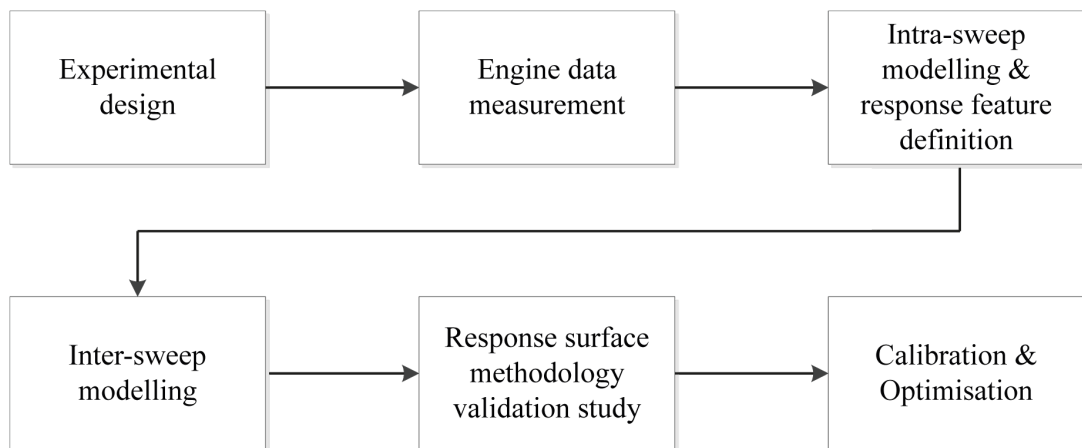 Experimental
design
Engine data
measurement
Intra-sweep
modelling &
response feature
definition
Inter-sweep
modelling
Response surface
methodology
validation study
Calibration &
Optimisation